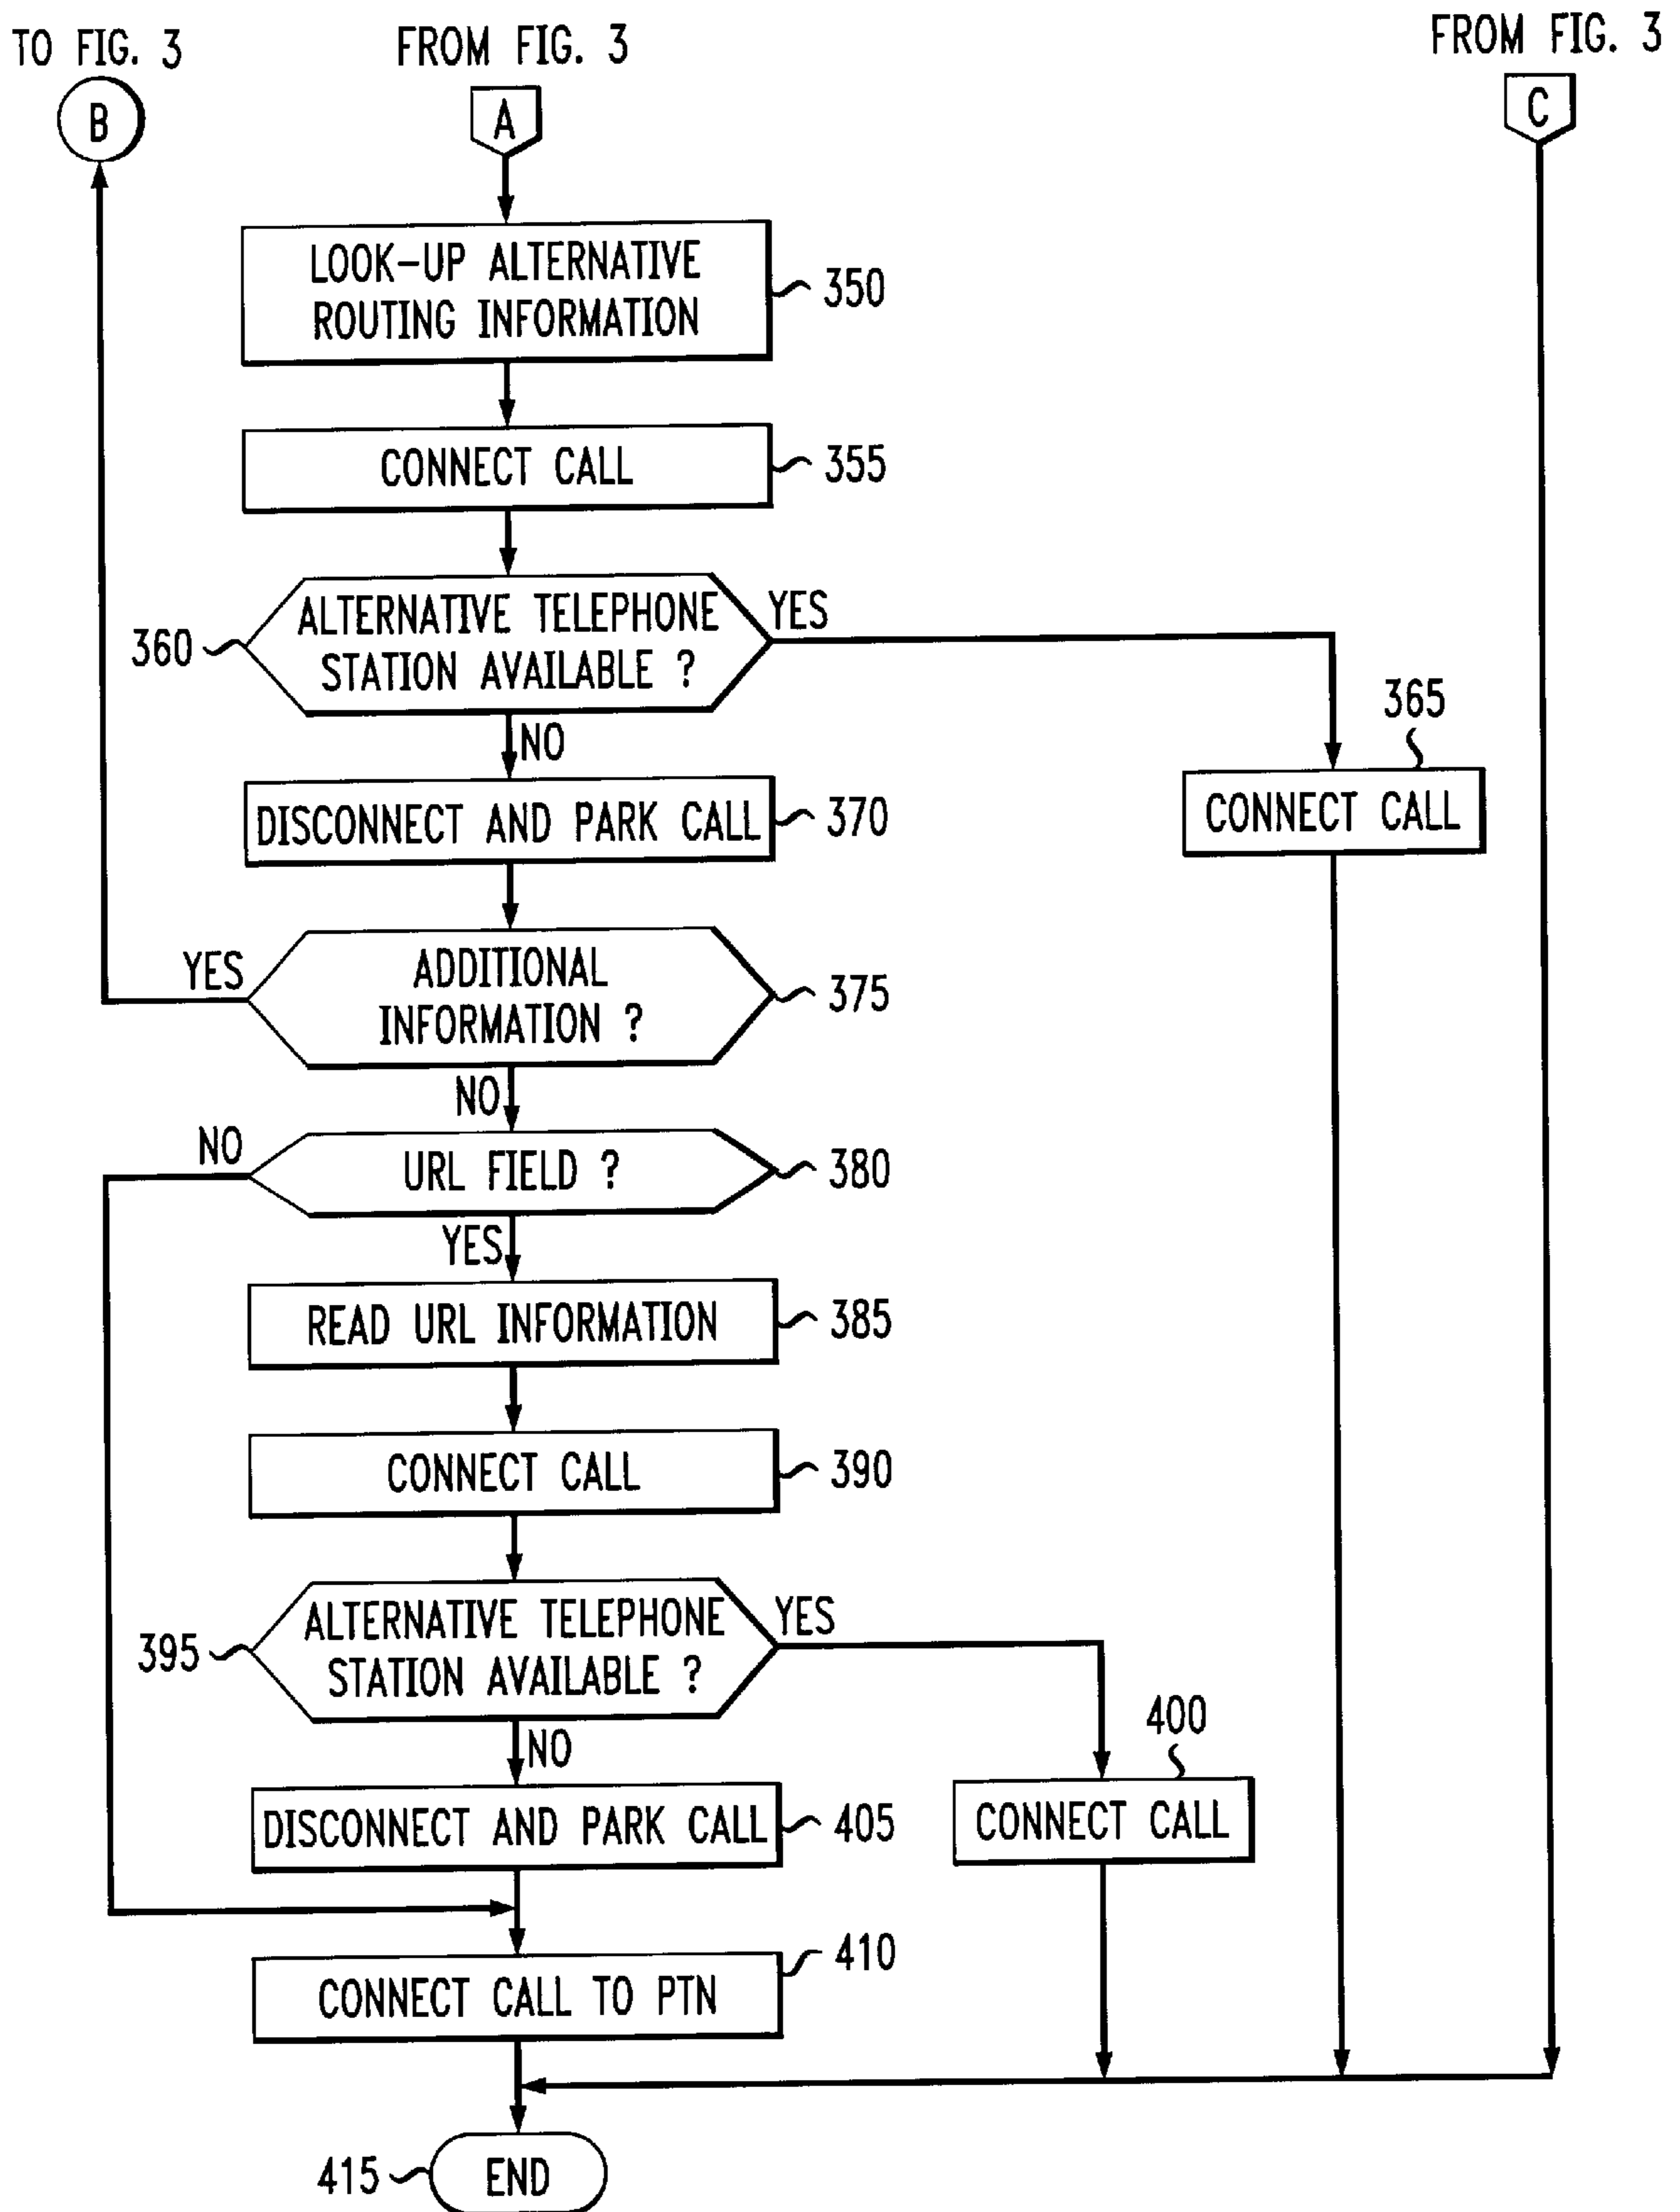 TO FIG. 3
FROM FIG. 3
FROM FIG. 3
B
A
C
LOOK-UP ALTERNATIVE
ROUTING INFORMATION
350
CONNECT CALL
355
ALTERNATIVE TELEPHONE
STATION AVAILABLE ?
360
YES
NO
365
CONNECT CALL
DISCONNECT AND PARK CALL
370
YES
ADDITIONAL
INFORMATION ?
375
NO
NO
URL FIELD ?
380
YES
READ URL INFORMATION
385
CONNECT CALL
390
ALTERNATIVE TELEPHONE
STATION AVAILABLE ?
395
YES
NO
400
CONNECT CALL
DISCONNECT AND PARK CALL
405
410
CONNECT CALL TO PTN
415
END